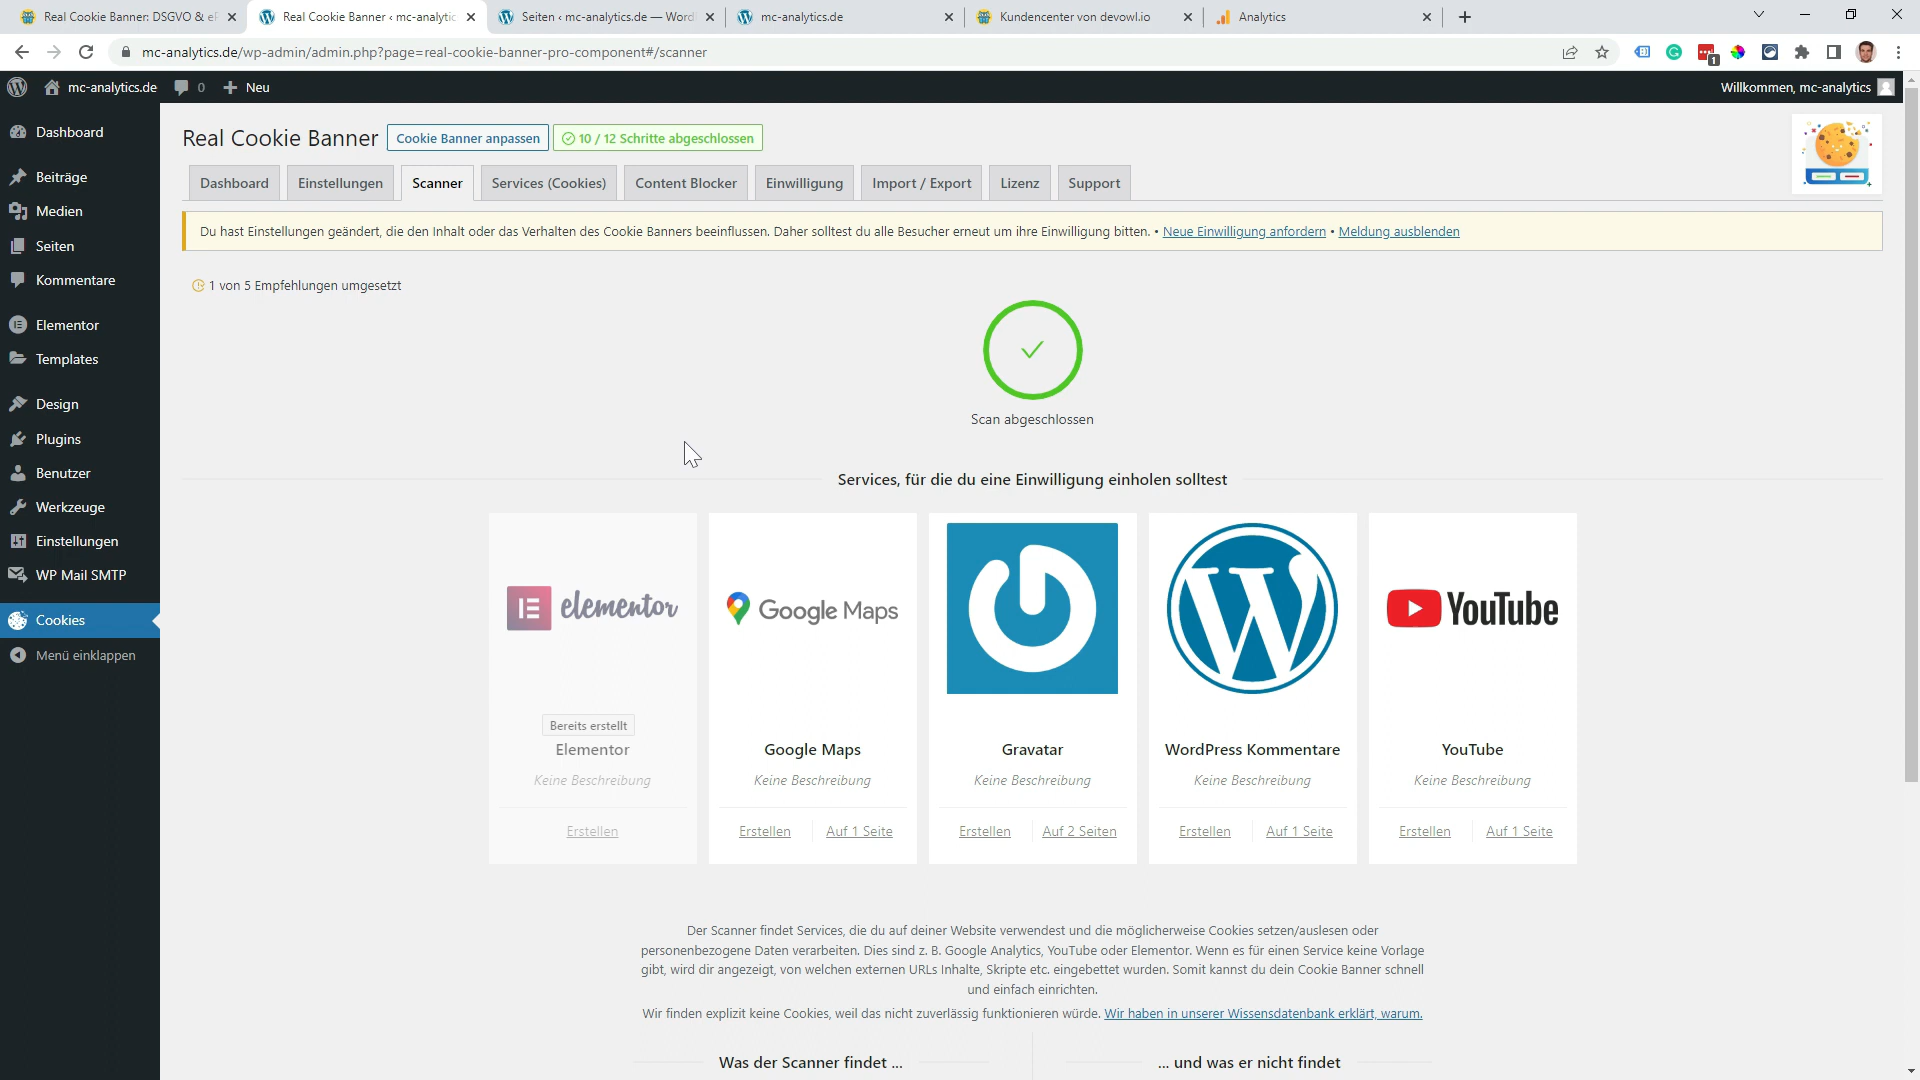 Real Cookie Banner: DSGVO & eP
Real Cookie Banner ‹ mc-analytic
Seiten ‹ mc-analytics.de — Word
mc-analytics.de
Kundencenter von devowl.io
Analytics
mc-analytics.de/wp-admin/admin.php?page=real-cookie-banner-pro-component#/scanner
1
mc-analytics.de
0
Neu
Willkommen, mc-analytics
Dashboard
Beiträge
Medien
Seiten
Kommentare
Elementor
Templates
Design
Plugins
Benutzer
Werkzeuge
Einstellungen
WP Mail SMTP
Cookies
Menü einklappen
Real Cookie Banner
Cookie Banner anpassen
10 / 12 Schritte abgeschlossen
Dashboard
Einstellungen
Scanner
Services (Cookies)
Content Blocker
Einwilligung
Import / Export
Lizenz
Support
Du hast Einstellungen geändert, die den Inhalt oder das Verhalten des Cookie Banners beeinflussen. Daher solltest du alle Besucher erneut um ihre Einwilligung bitten. • Neue Einwilligung anfordern • Meldung ausblenden
1 von 5 Empfehlungen umgesetzt
Scan abgeschlossen
Services, für die du eine Einwilligung einholen solltest
elementor
Bereits erstellt
Elementor
Keine Beschreibung
Erstellen
Google Maps
Google Maps
Keine Beschreibung
Erstellen
Auf 1 Seite
Gravatar
Keine Beschreibung
Erstellen
Auf 2 Seiten
WordPress Kommentare
Keine Beschreibung
Erstellen
Auf 1 Seite
YouTube
YouTube
Keine Beschreibung
Erstellen
Auf 1 Seite
Der Scanner findet Services, die du auf deiner Website verwendest und die möglicherweise Cookies setzen/auslesen oder
personenbezogene Daten verarbeiten. Dies sind z. B. Google Analytics, YouTube oder Elementor. Wenn es für einen Service keine Vorlage
gibt, wird dir angezeigt, von welchen externen URLs Inhalte, Skripte etc. eingebettet wurden. Somit kannst du dein Cookie Banner schnell
und einfach einrichten.
Wir finden explizit keine Cookies, weil das nicht zuverlässig funktionieren würde. Wir haben in unserer Wissensdatenbank erklärt, warum.
Was der Scanner findet ...
... und was er nicht findet